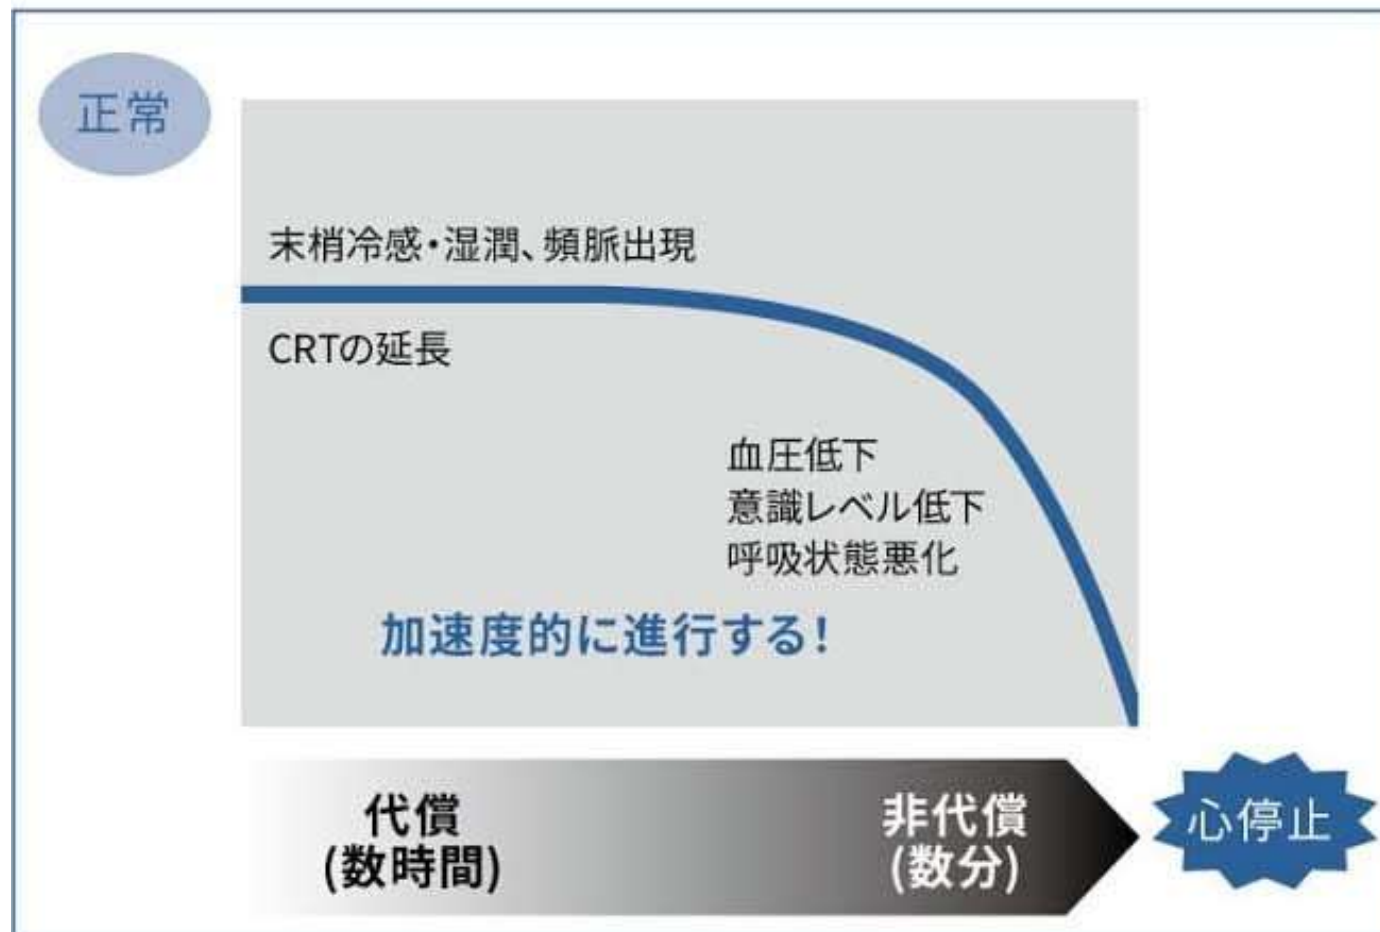 正常
末梢冷感・湿潤、頻脈出現
CRTの延長
血圧低下
意識レベル低下
呼吸状態悪化
加速度的に進行する！
代償
(数時間)
非代償
(数分)
心停止